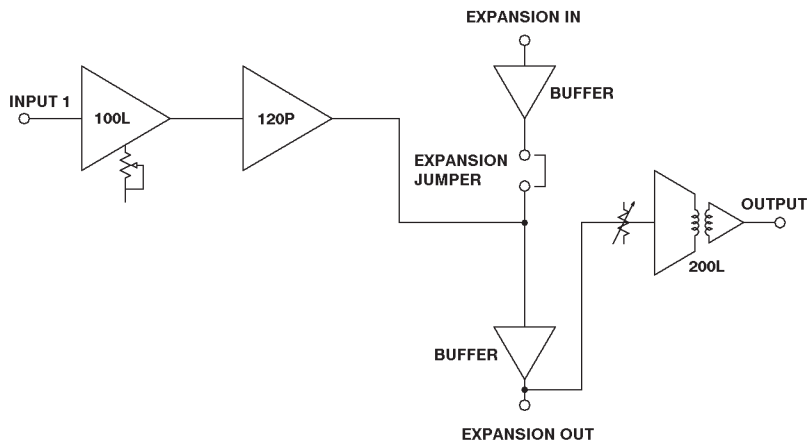 EXPANSION IN
BUFFER
INPUT 1
100L
120P
EXPANSION
JUMPER
OUTPUT
200L
BUFFER
EXPANSION OUT